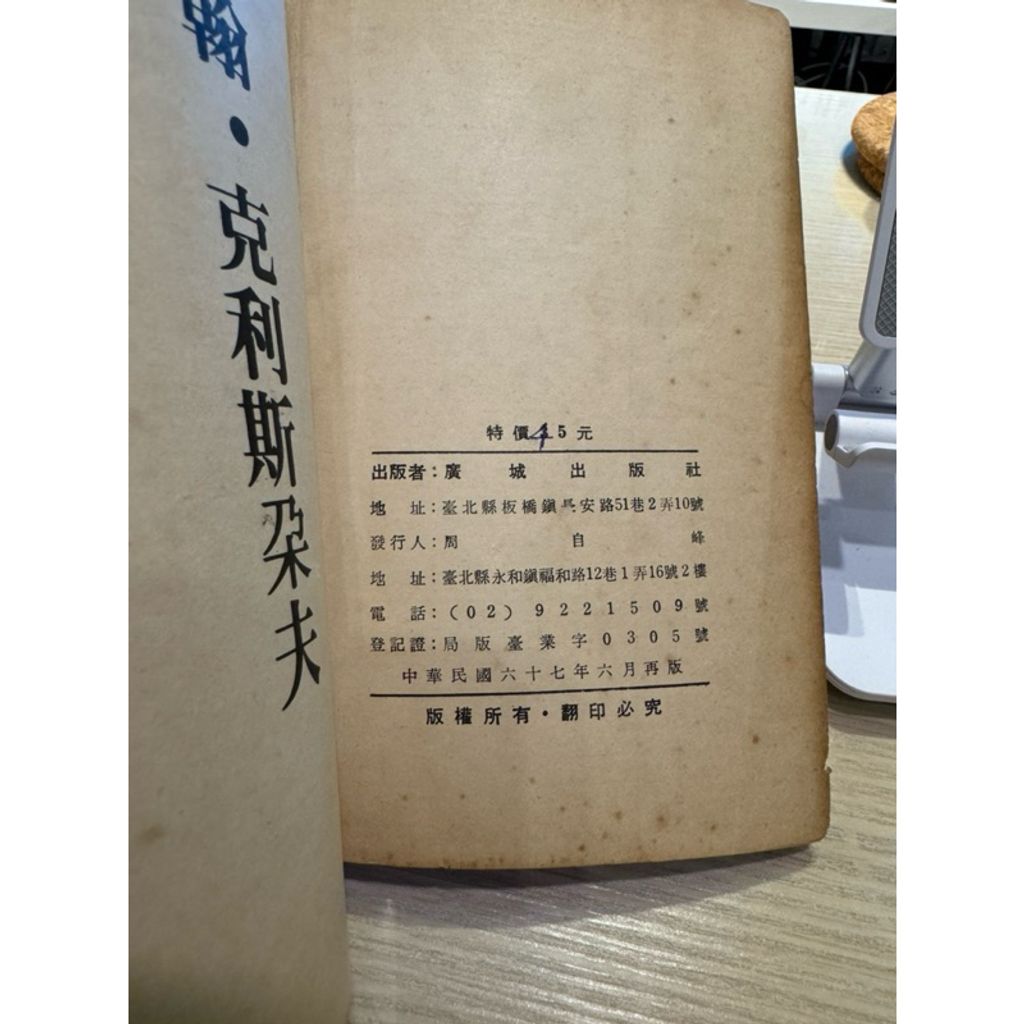 翰・克利斯朵夫
特價45元
出版者：廣城出版社
地址：臺北縣板橋鎭民安路51巷2弄10號
發行人：周自峰
地址：臺北縣永和鎭福和路12巷1弄16號2樓
電話：（02）9221509號
登記證：局版臺業字0305號
中華民國六十七年六月再版
版權所有・翻印必究